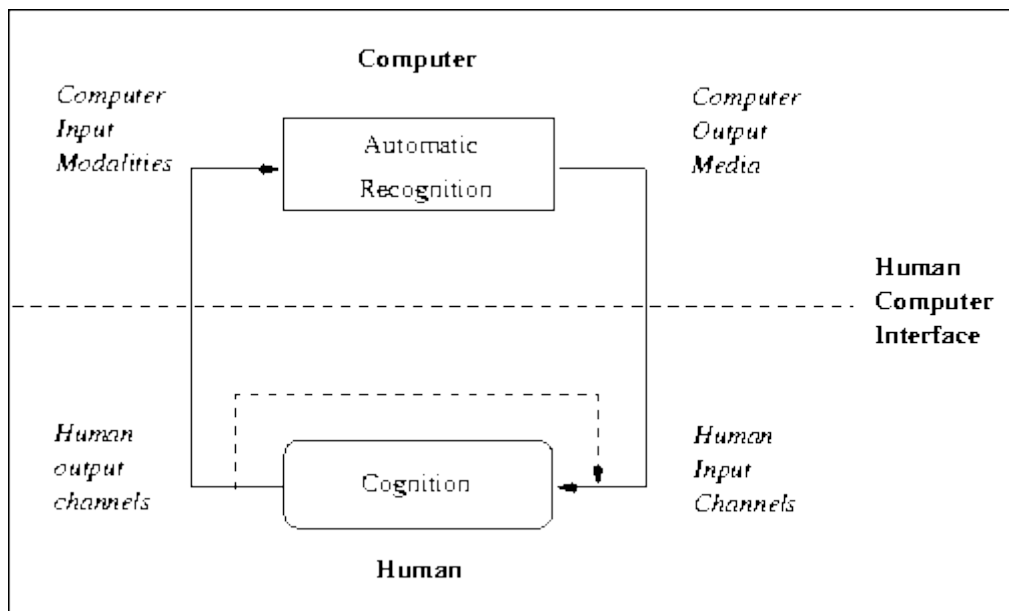 Computer
Computer
Input
Modalities
Automatic
Recognition
Computer
Output
Media
Human
Computer
Interface
Human
output
channels
Cognition
Human
Input
Channels
Human